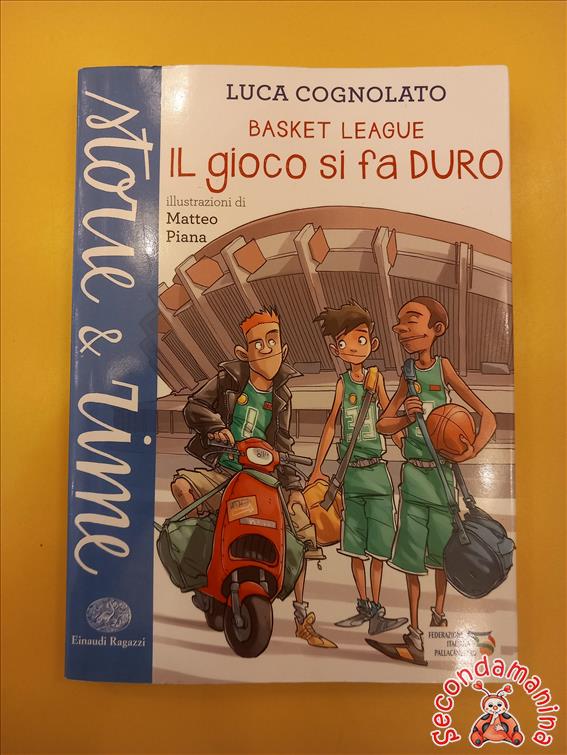 LUCA COGNOLATO
BASKET LEAGUE
IL gioco si fa DURO
illustrazioni di
Matteo
Piana
storie & rime
Einaudi Ragazzi
FEDERAZIONE
ITALIANA
PALLACANESTRO
Secondamanina